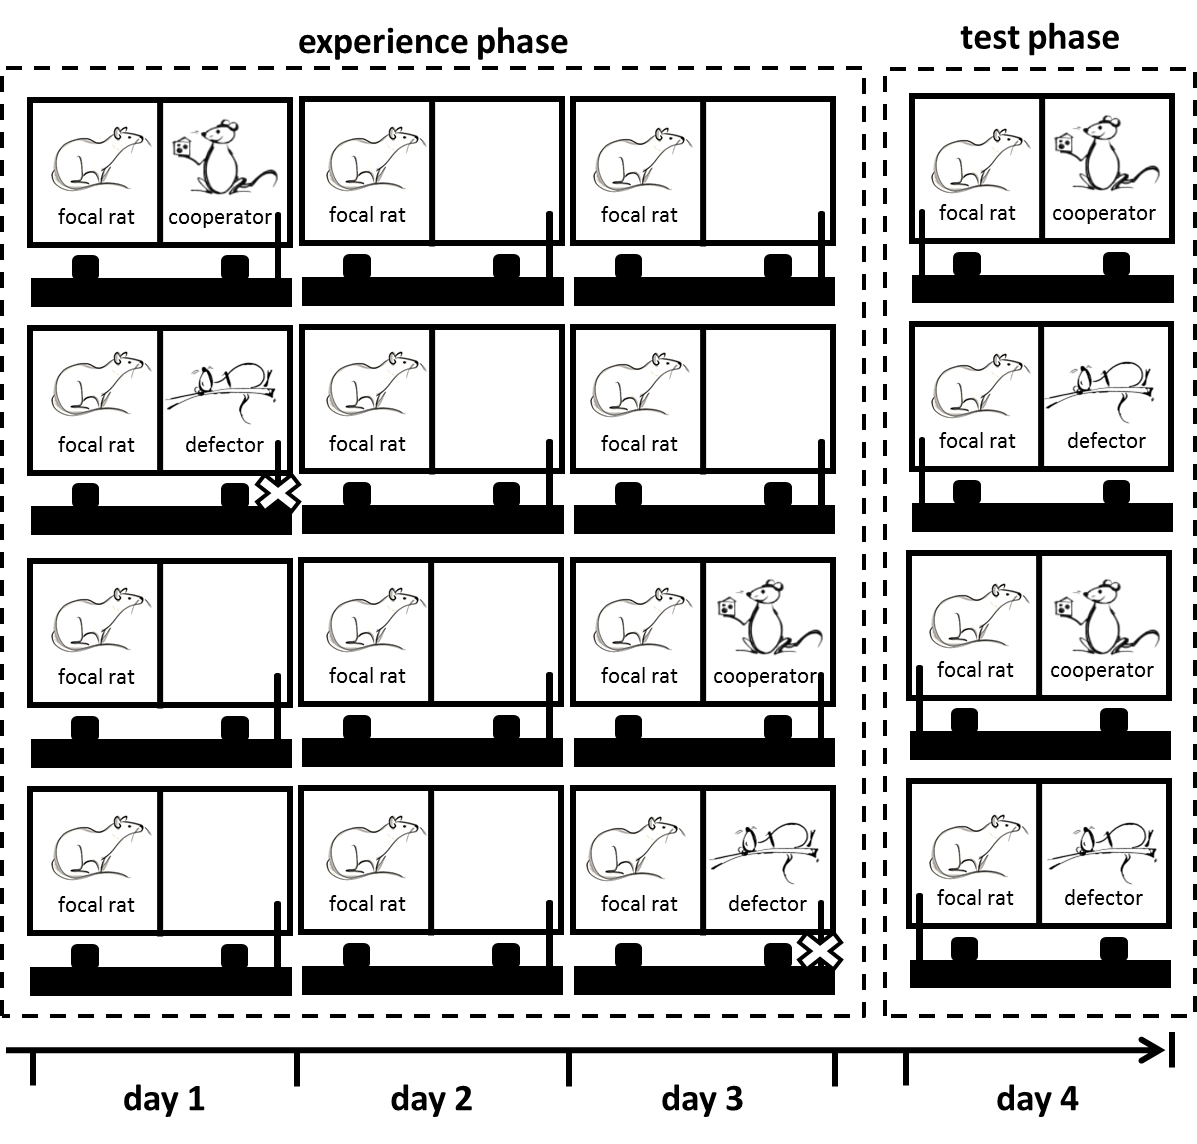 experience phase
test phase
focal rat cooperator focal rat focal rat focal rat cooperator
focal rat defector focal rat focal rat focal rat defector
focal rat focal rat focal rat cooperator focal rat cooperator
focal rat focal rat focal rat defector focal rat defector
day 1 day 2 day 3 day 4